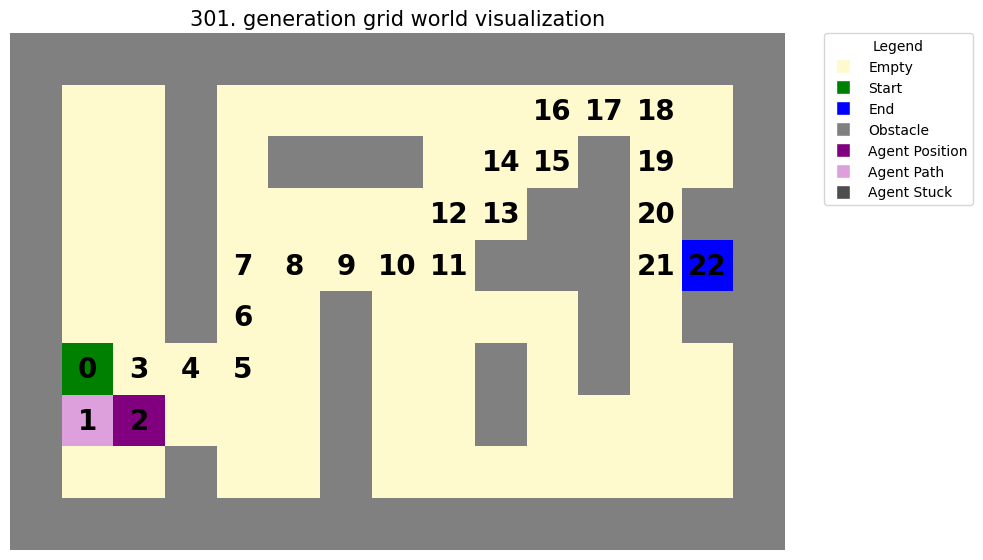 301. generation grid world visualization
Legend
Empty
Start
End
Obstacle
Agent Position
Agent Path
Agent Stuck
16 17 18
14 15 19
12 13 20
7 8 9 10 11 21 22
6
0 3 4 5
1 2